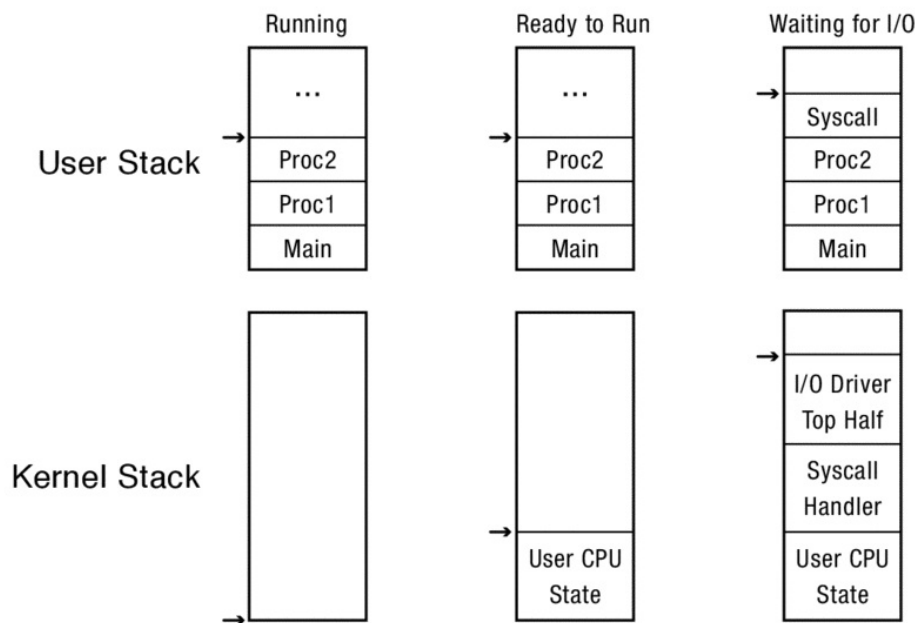 Running
Ready to Run
Waiting for I/O
...
...
Syscall
User Stack
Proc2
Proc2
Proc2
Proc1
Proc1
Proc1
Main
Main
Main
I/O Driver
Top Half
Kernel Stack
Syscall
Handler
User CPU
State
User CPU
State